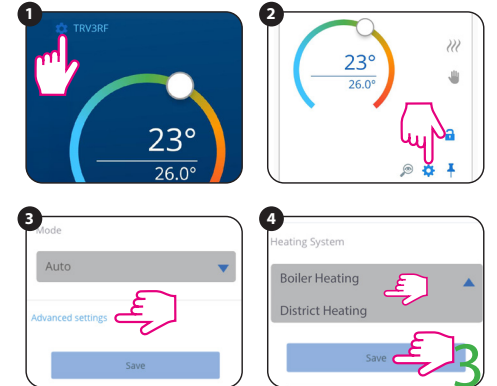 1
TRV3RF
23°
26.0°
2
23°
26.0°
3
Mode
Auto
Advanced settings
Save
4
Heating System
Boiler Heating
District Heating
Save
3